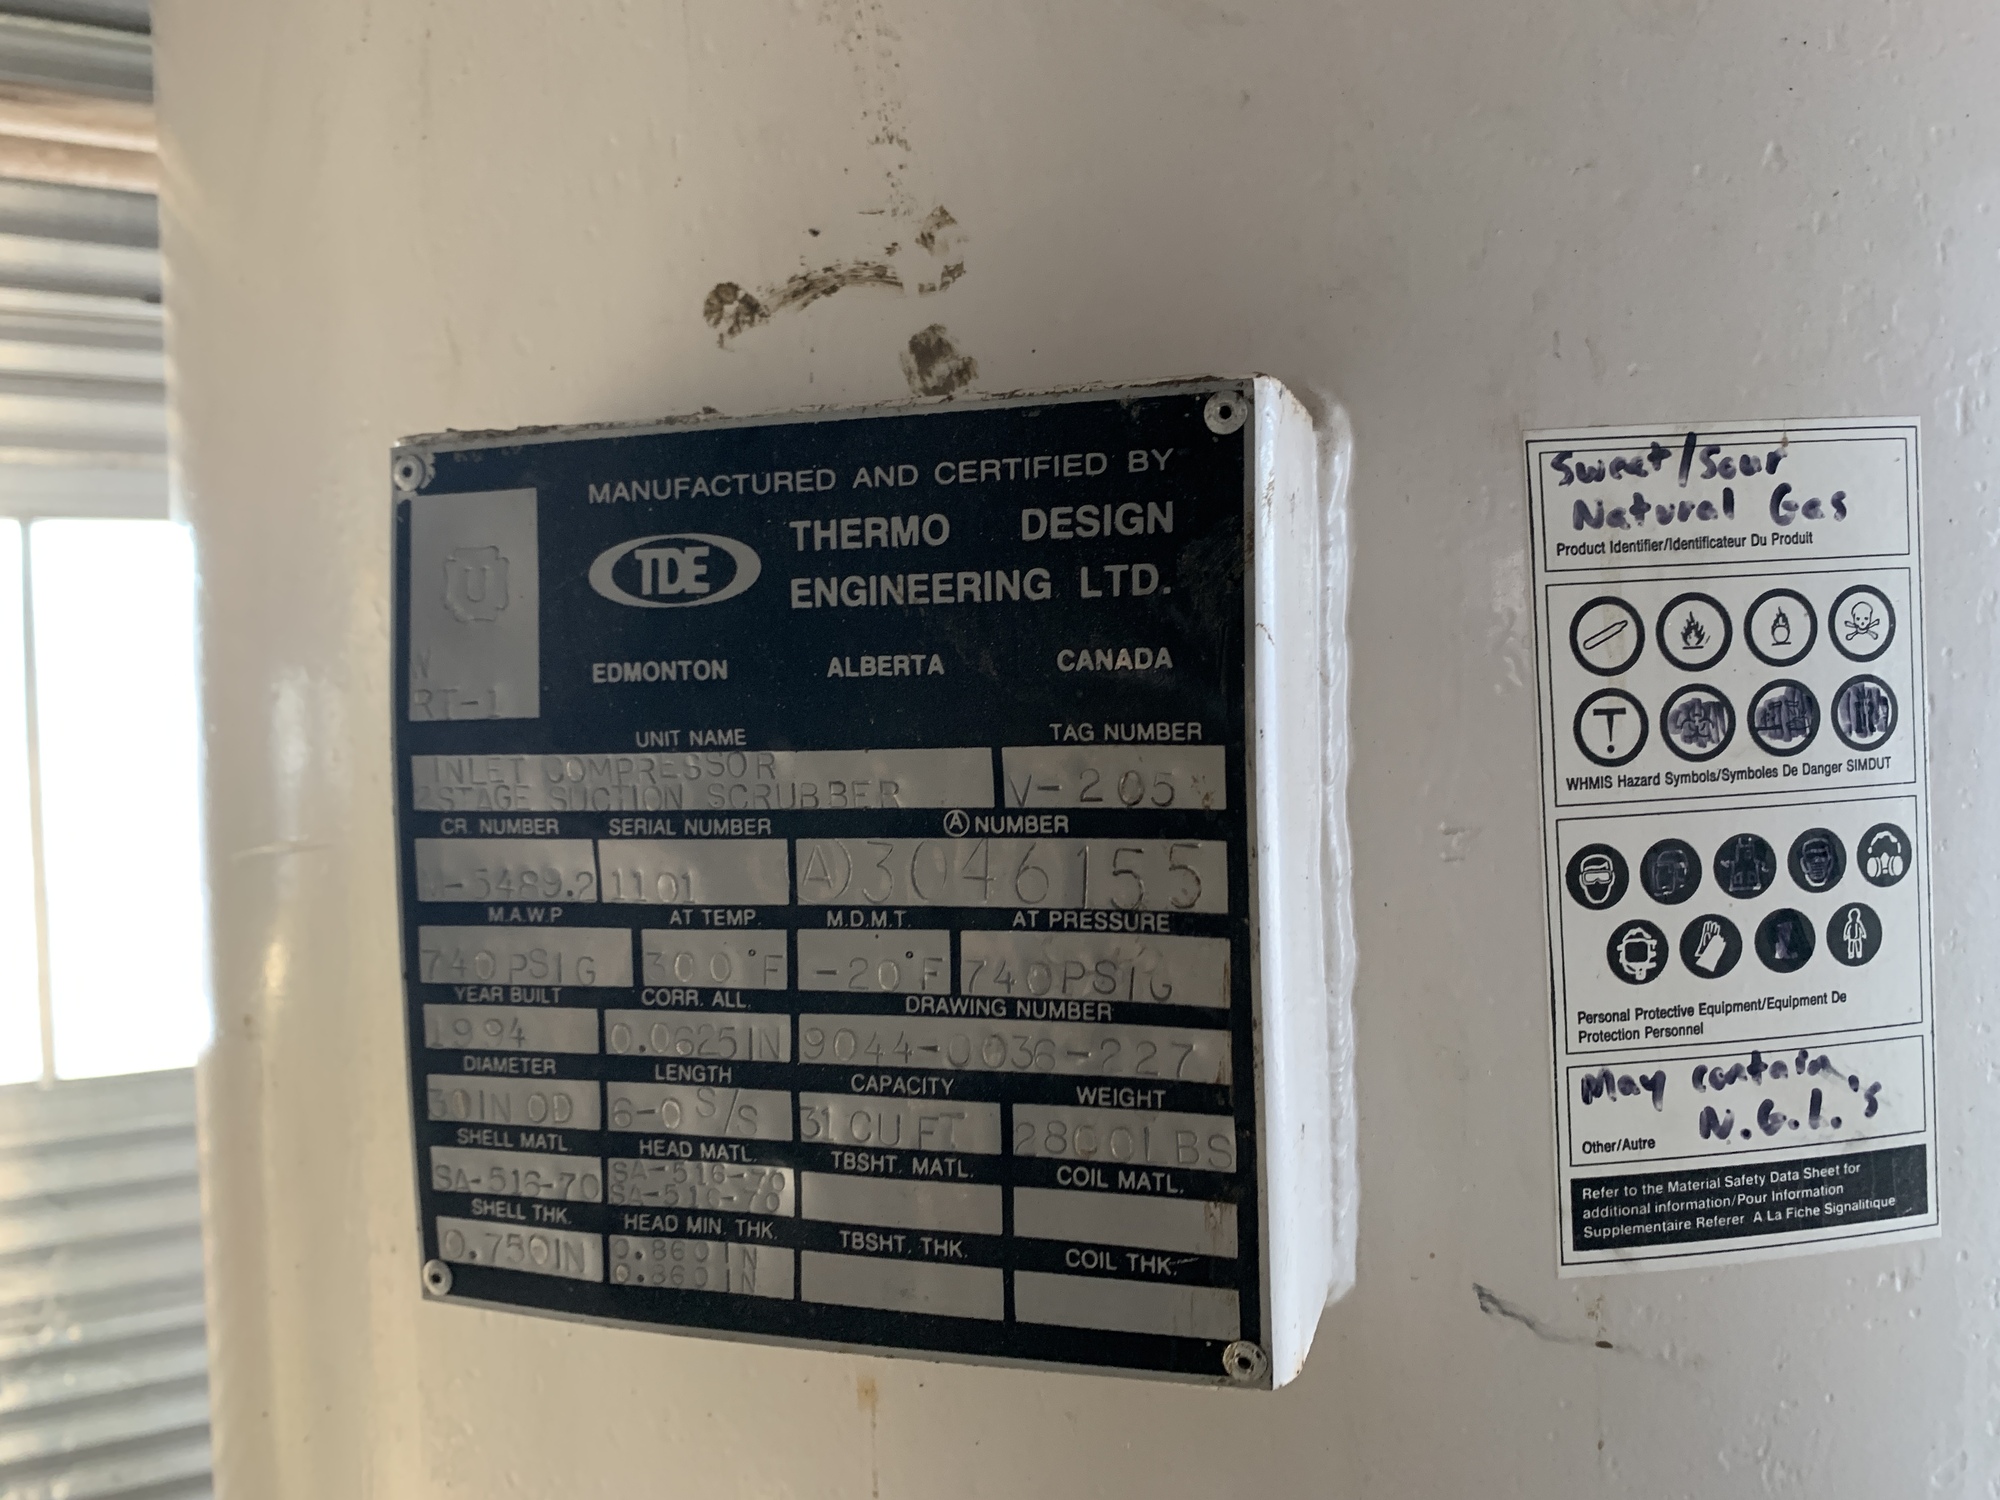 MANUFACTURED AND CERTIFIED BY
TDE
THERMO DESIGN
ENGINEERING LTD.
EDMONTON ALBERTA CANADA
U
W
RT-1
UNIT NAME TAG NUMBER
INLET COMPRESSOR
2STAGE SUCTION SCRUBBER
V-205
CR. NUMBER SERIAL NUMBER A NUMBER
M-5489.2 1101 A3046155
M.A.W.P AT TEMP. M.D.M.T. AT PRESSURE
740PSIG 300°F -20°F 740PSIG
YEAR BUILT CORR. ALL. DRAWING NUMBER
1994 0.0625IN 9044-0036-227
DIAMETER LENGTH CAPACITY WEIGHT
30IN OD 6-0 S/S 31 CU FT 2800LBS
SHELL MATL. HEAD MATL. TBSHT. MATL. COIL MATL.
SA-516-70 SA-516-70
SA-516-70
SHELL THK. HEAD MIN. THK. TBSHT. THK. COIL THK.
0.750IN 0.860IN
0.860IN
Sweet/Sour
Natural Gas
Product Identifier/Identificateur Du Produit
WHMIS Hazard Symbols/Symboles De Danger SIMDUT
Personal Protective Equipment/Equipment De
Protection Personnel
May contain
N.G.L.'s
Other/Autre
Refer to the Material Safety Data Sheet for
additional information/Pour Information
Supplementaire Referer A La Fiche Signalitique